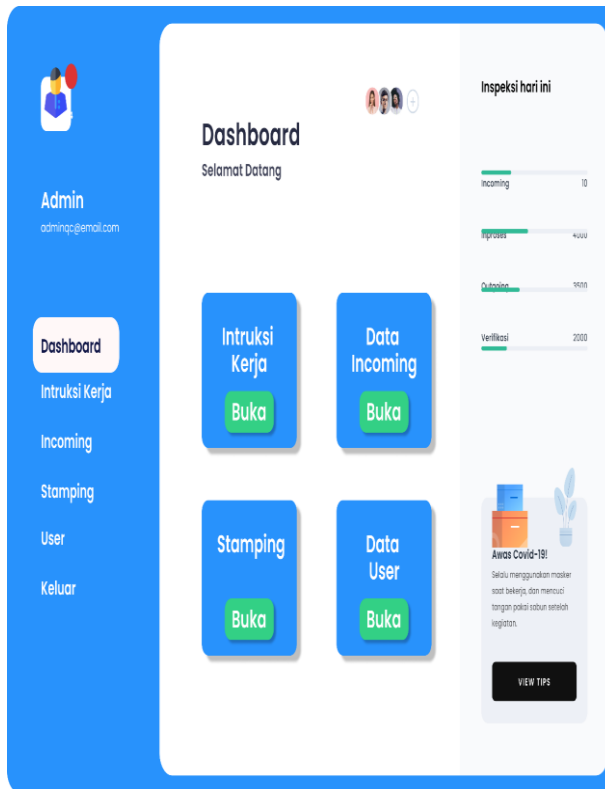 Admin
adminqc@email.com
Dashboard
Intruksi Kerja
Incoming
Stamping
User
Keluar
Dashboard
Selamat Datang
Intruksi
Kerja
Buka
Data
Incoming
Buka
Stamping
Buka
Data
User
Buka
Inspeksi hari ini
Incoming 10
Inproses 4000
Outgoing 3500
Verifikasi 2000
Awas Covid-19!
Selalu menggunakan masker
saat bekerja, dan mencuci
tangan pakai sabun setelah
kegiatan.
VIEW TIPS